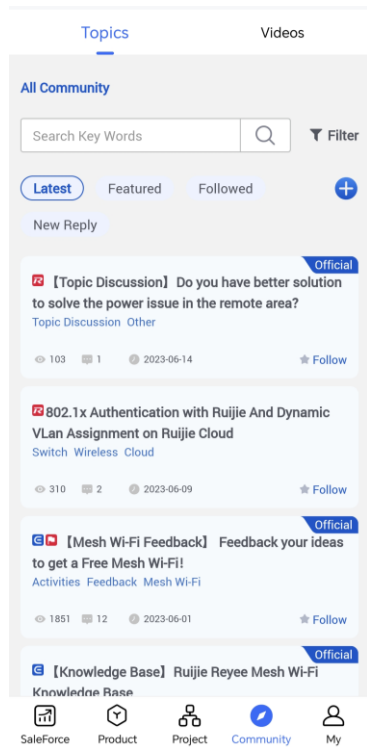 Topics Videos
All Community
Search Key Words Filter
Latest Featured Followed
New Reply
Official
【Topic Discussion】Do you have better solution
to solve the power issue in the remote area?
Topic Discussion Other
103 1 2023-06-14 Follow
802.1x Authentication with Ruijie And Dynamic
VLan Assignment on Ruijie Cloud
Switch Wireless Cloud
310 2 2023-06-09 Follow
Official
【Mesh Wi-Fi Feedback】 Feedback your ideas
to get a Free Mesh Wi-Fi!
Activities Feedback Mesh Wi-Fi
1851 12 2023-06-01 Follow
Official
【Knowledge Base】Ruijie Reyee Mesh Wi-Fi
Knowledge Base
SaleForce Product Project Community My